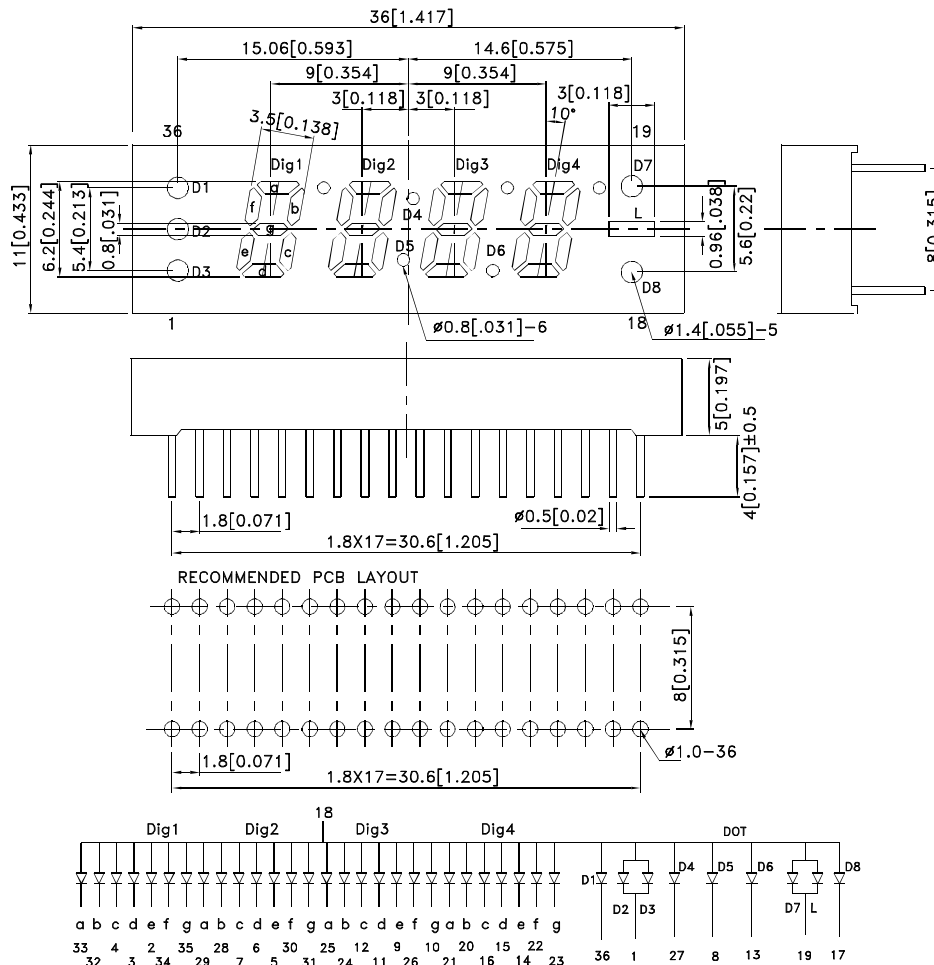 36[1.417]
15.06[0.593] 14.6[0.575]
9[0.354] 9[0.354]
3[0.118] 3[0.118] 3[0.118]
3.5[0.138] 10°
36 19
Dig1 Dig2 Dig3 Dig4 D7
D1 a
f b D4 L
D2 g
D5 D6
e c
D3 d D8
11[0.433] 6.2[0.244] 5.4[0.213] 0.8[.031] 0.96[.038] 5.6[0.22] 8[0.315]
1 18
ø0.8[.031]-6 ø1.4[.055]-5
5[0.197]
4[0.157]±0.5
1.8[0.071] ø0.5[0.02]
1.8X17=30.6[1.205]
RECOMMENDED PCB LAYOUT
8[0.315]
1.8[0.071] ø1.0-36
1.8X17=30.6[1.205]
18
Dig1 Dig2 Dig3 Dig4 DOT
D1 D4 D5 D6 D8
D2 D3 D7 L
a b c d e f g a b c d e f g a b c d e f g a b c d e f g
33 4 2 35 28 6 30 25 12 9 10 20 15 22 36 1 27 8 13 19 17
32 3 34 29 7 5 31 24 11 26 21 16 14 23